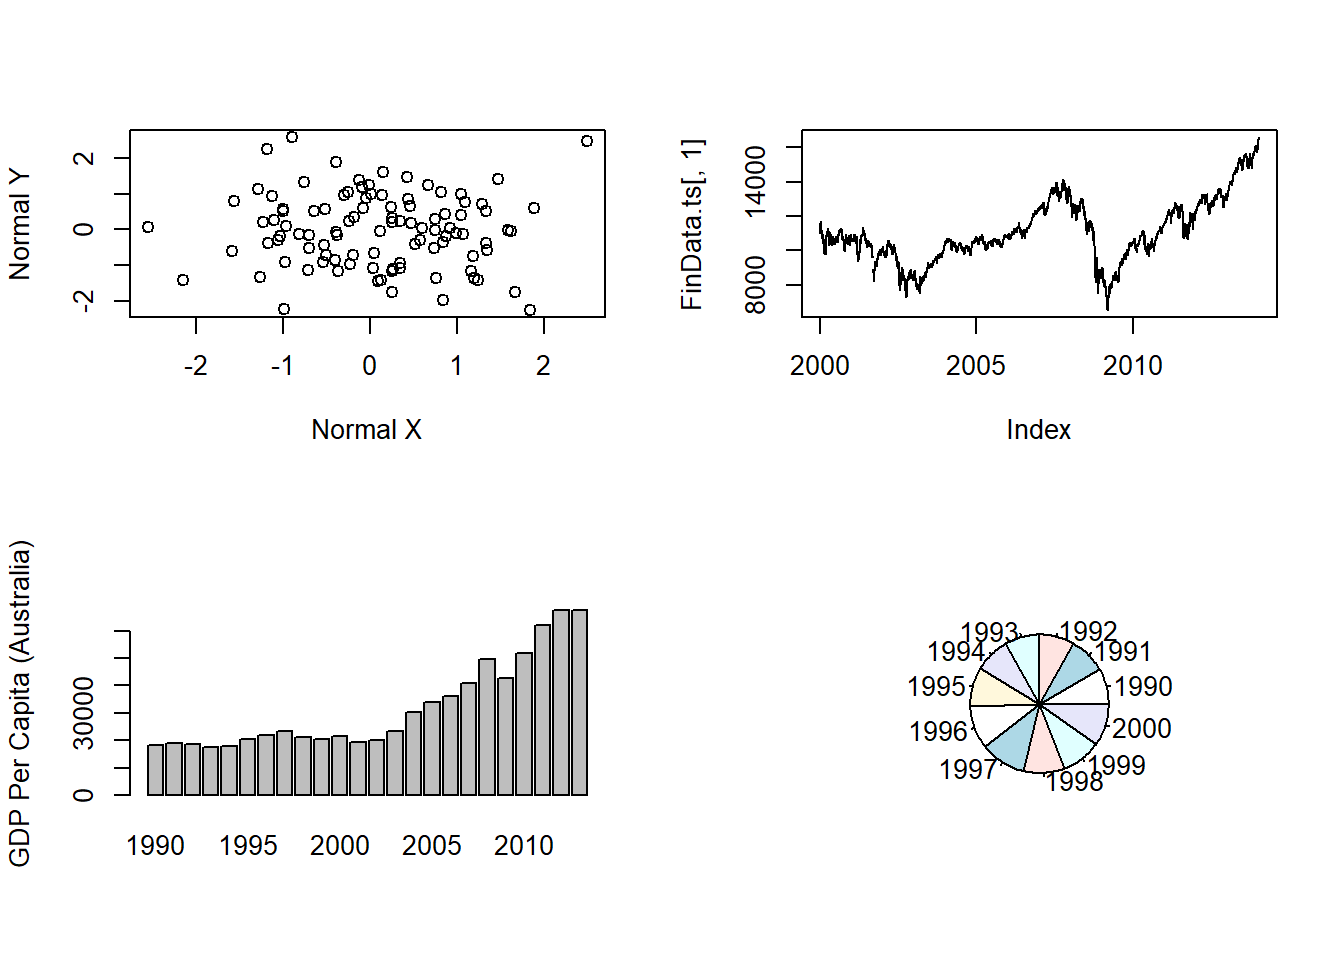 Normal Y
2
0
-2
-2 -1 0 1 2
Normal X
FinData.ts[, 1]
14000
8000
2000 2005 2010
Index
GDP Per Capita (Australia)
30000
0
1990 1995 2000 2005 2010
1993 1992
1994 1991
1995 1990
1996 2000
1997 1999
1998